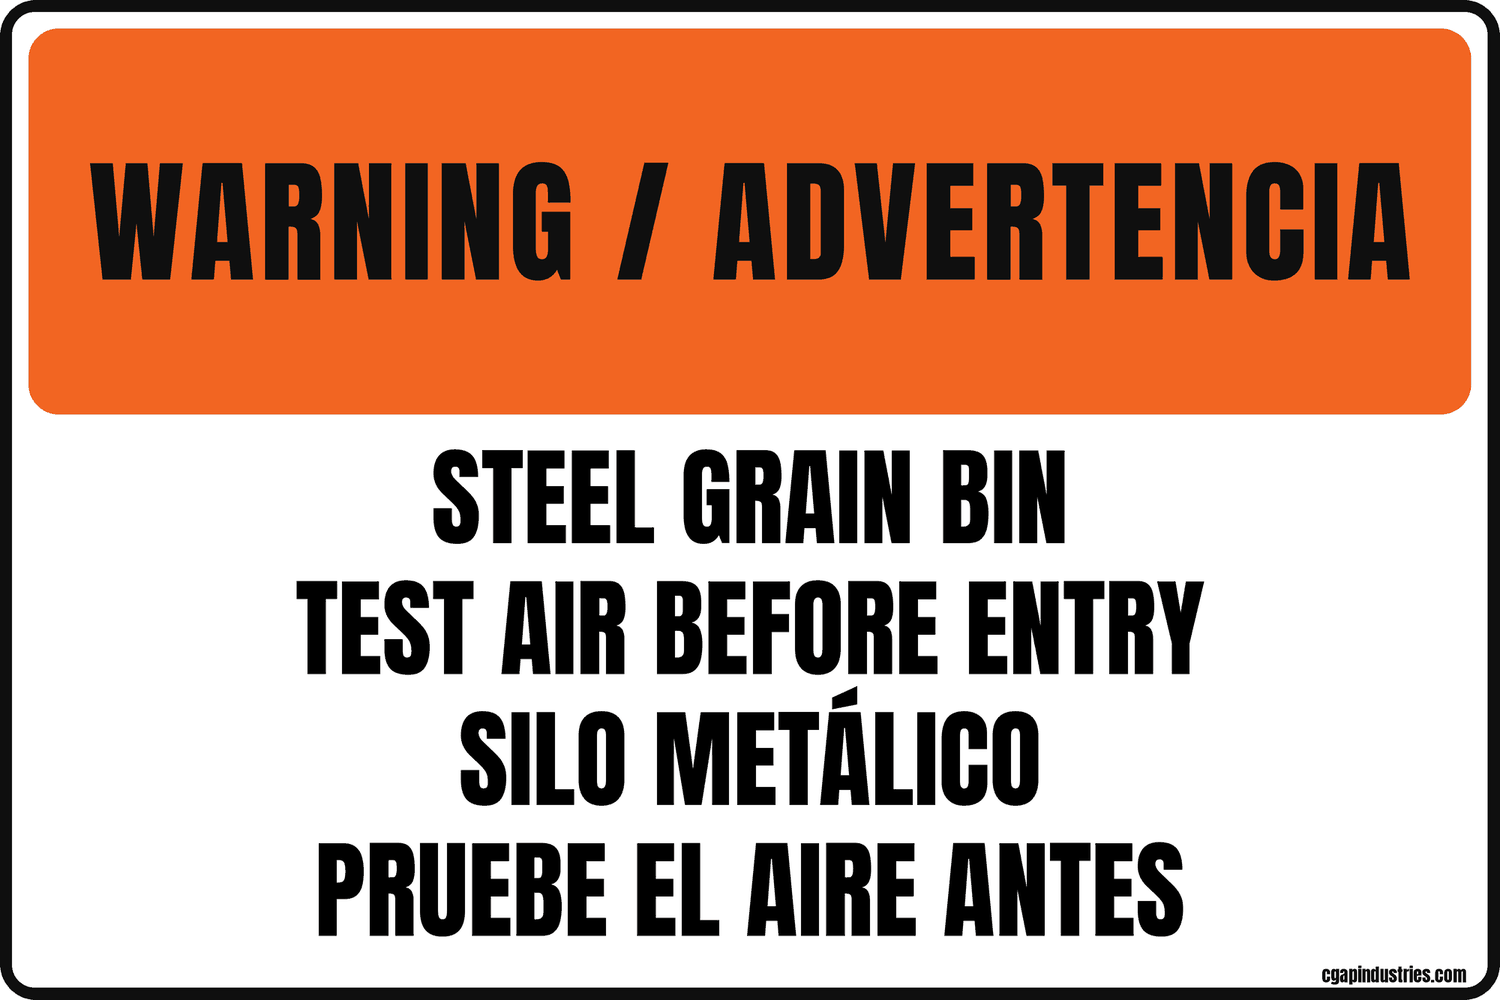 WARNING / ADVERTENCIA
STEEL GRAIN BIN
TEST AIR BEFORE ENTRY
SILO METÁLICO
PRUEBE EL AIRE ANTES
cgapindustries.com